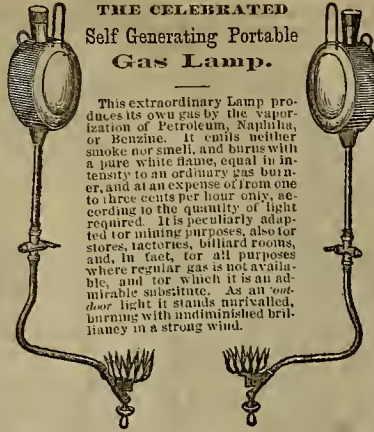 THE CELEBRATED
Self Generating Portable
Gas Lamp.
This extraordinary Lamp pro-
duces its own gas by the vapor-
ization of Petroleum, Naphtha,
or Benzine. It emits neither
smoke nor smell, and burns with
a pure white flame, equal in in-
tensity to an ordinary gas burn-
er, and at an expense of from one
to three cents per hour only, ac-
cording to the quantity of light
required. It is peculiarly adap-
ted for mining purposes, also for
stores, factories, billiard rooms,
and, in fact, for all purposes
where regular gas is not availa-
ble, and for which it is an ad-
mirable substitute. As an out-
door light it stands unrivalled,
burning with undiminished bril-
liancy in a strong wind.